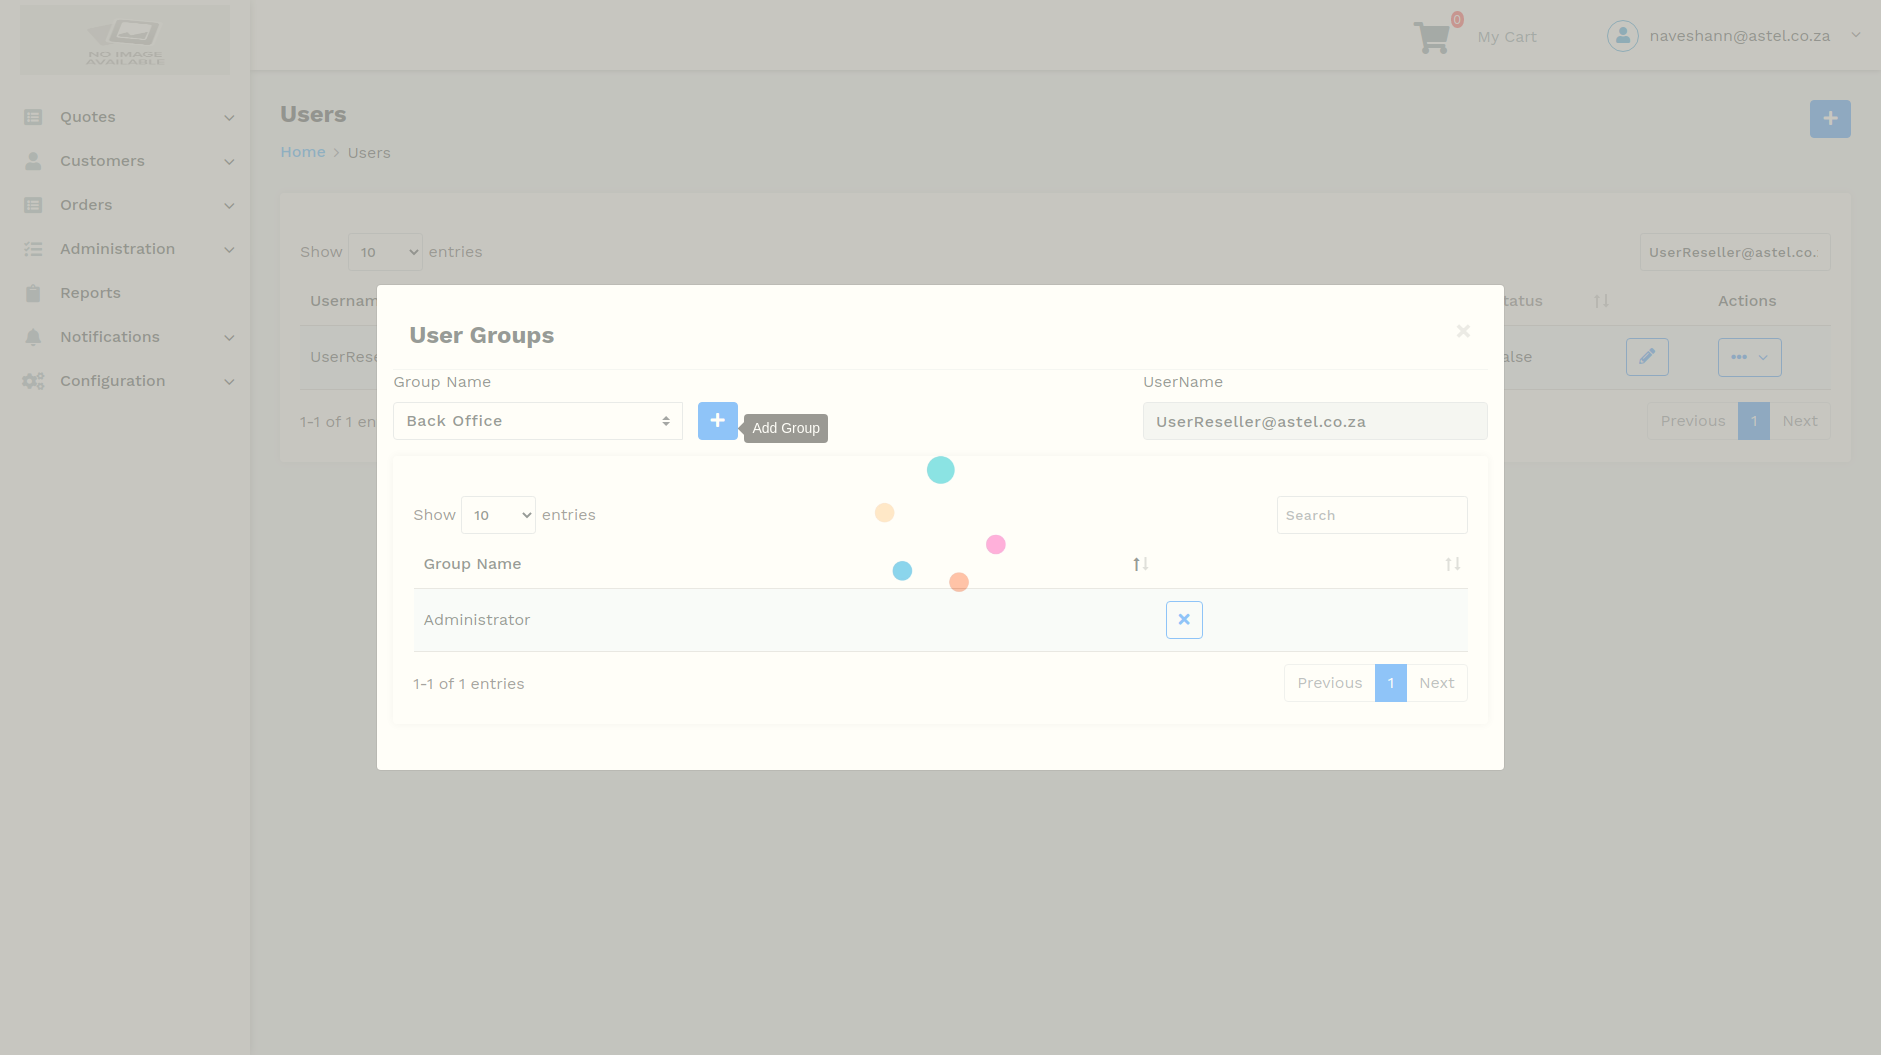 NO IMAGE
AVAILABLE
0
My Cart
naveshann@astel.co.za
Quotes
Customers
Orders
Administration
Reports
Notifications
Configuration
Users
Home > Users
Show 10 entries
UserReseller@astel.co.
Usernam
tatus
Actions
UserRese
alse
1-1 of 1 en
Previous 1 Next
User Groups
Group Name
UserName
Back Office
Add Group
UserReseller@astel.co.za
Show 10 entries
Search
Group Name
Administrator
1-1 of 1 entries
Previous 1 Next